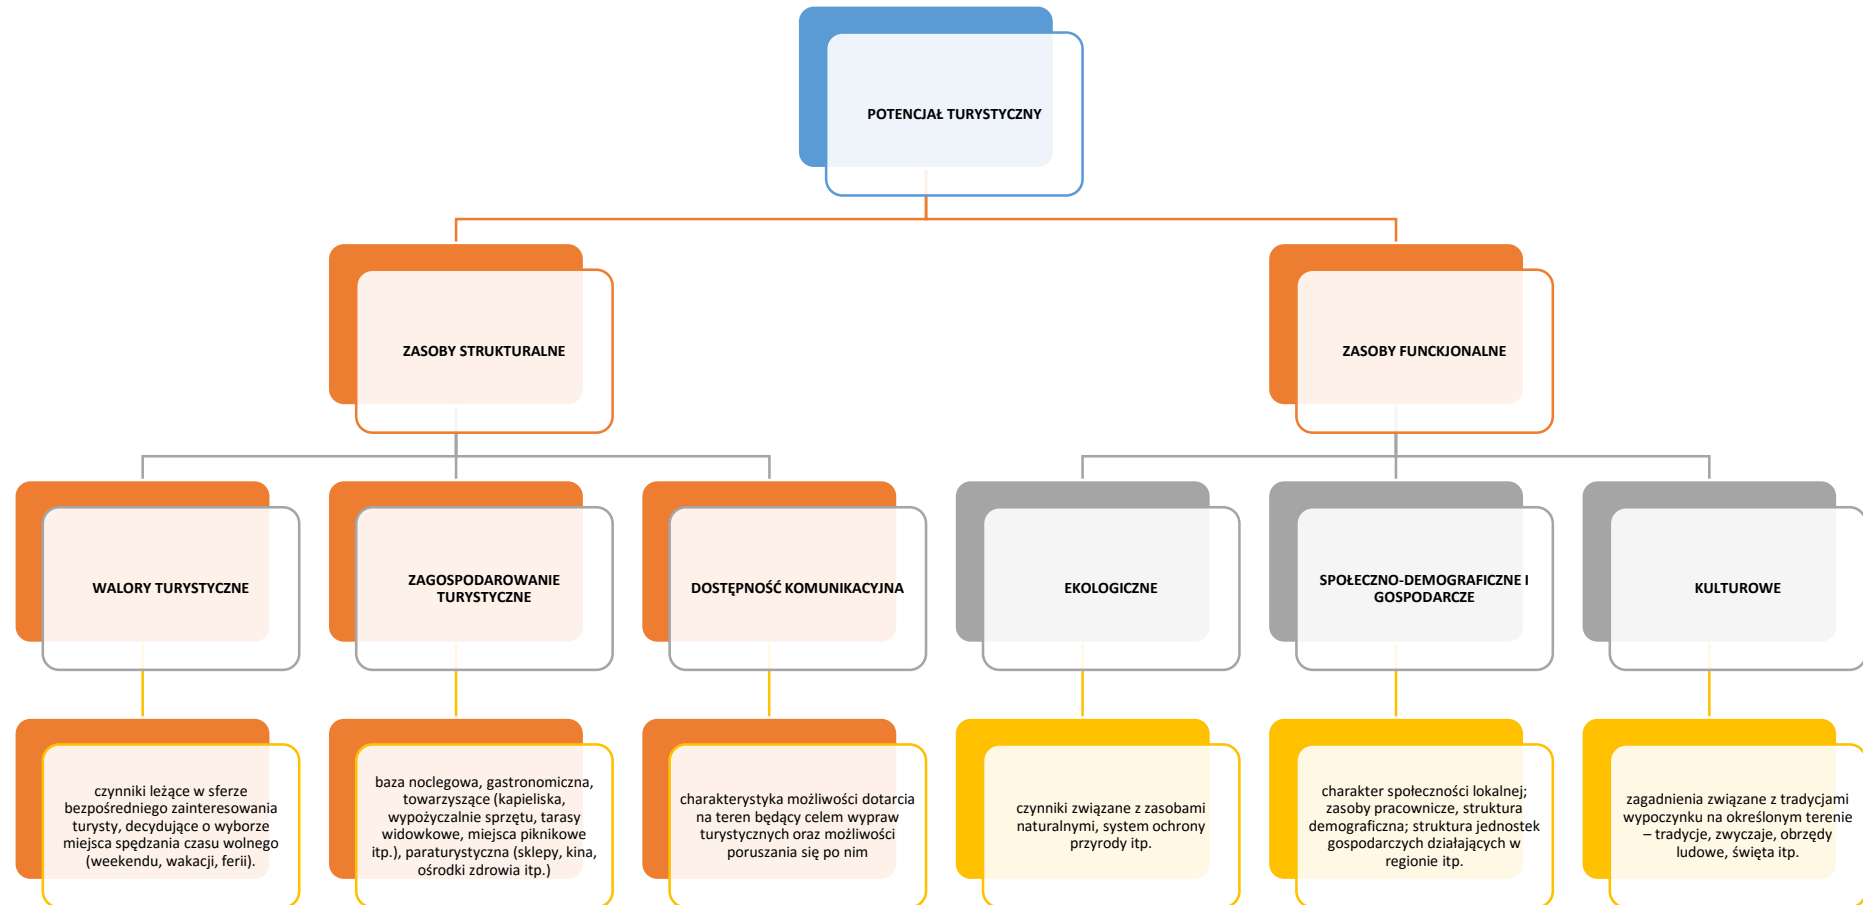 POTENCJAŁ TURYSTYCZNY
ZASOBY STRUKTURALNE
ZASOBY FUNCKJONALNE
WALORY TURYSTYCZNE
ZAGOSPODAROWANIE
TURYSTYCZNE
DOSTĘPNOŚĆ KOMUNIKACYJNA
EKOLOGICZNE
SPOŁECZNO-DEMOGRAFICZNE I
GOSPODARCZE
KULTUROWE
czynniki leżące w sferze
bezpośredniego zainteresowania
turysty, decydujące o wyborze
miejsca spędzania czasu wolnego
(weekendu, wakacji, ferii).
baza noclegowa, gastronomiczna,
towarzyszące (kapieliska,
wypożyczalnie sprzętu, tarasy
widowkowe, miejsca piknikowe
itp.), paraturystyczna (sklepy, kina,
ośrodki zdrowia itp.)
charakterystyka możliwości dotarcia
na teren będący celem wypraw
turystycznych oraz możliwości
poruszania się po nim
czynniki związane z zasobami
naturalnymi, system ochrony
przyrody itp.
charakter społeczności lokalnej;
zasoby pracownicze, struktura
demograficzna; struktura jednostek
gospodarczych działających w
regionie itp.
zagadnienia związane z tradycjami
wypoczynku na określonym terenie
– tradycje, zwyczaje, obrzędy
ludowe, święta itp.